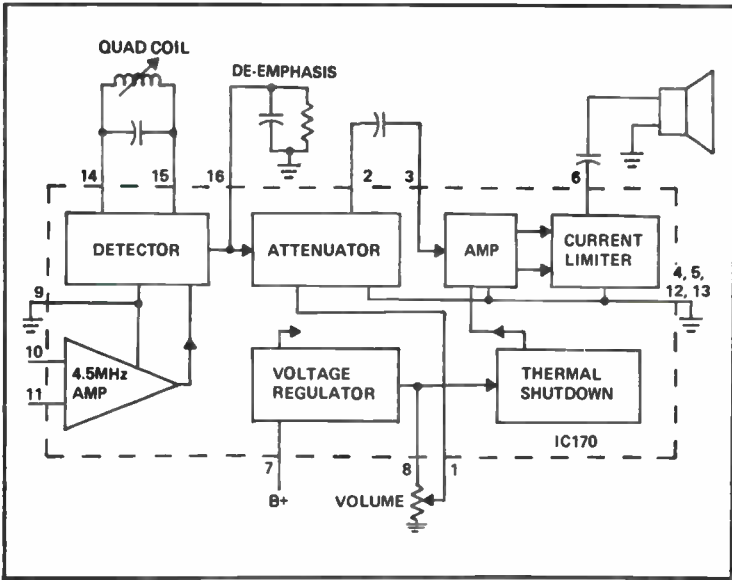 QUAD COIL
DE-EMPHASIS
14
15
16
2
3
6
DETECTOR
ATTENUATOR
AMP
CURRENT
LIMITER
4, 5,
12, 13
9
10
11
4.5MHz
AMP
VOLTAGE
REGULATOR
THERMAL
SHUTDOWN
IC170
7
8
1
B+
VOLUME